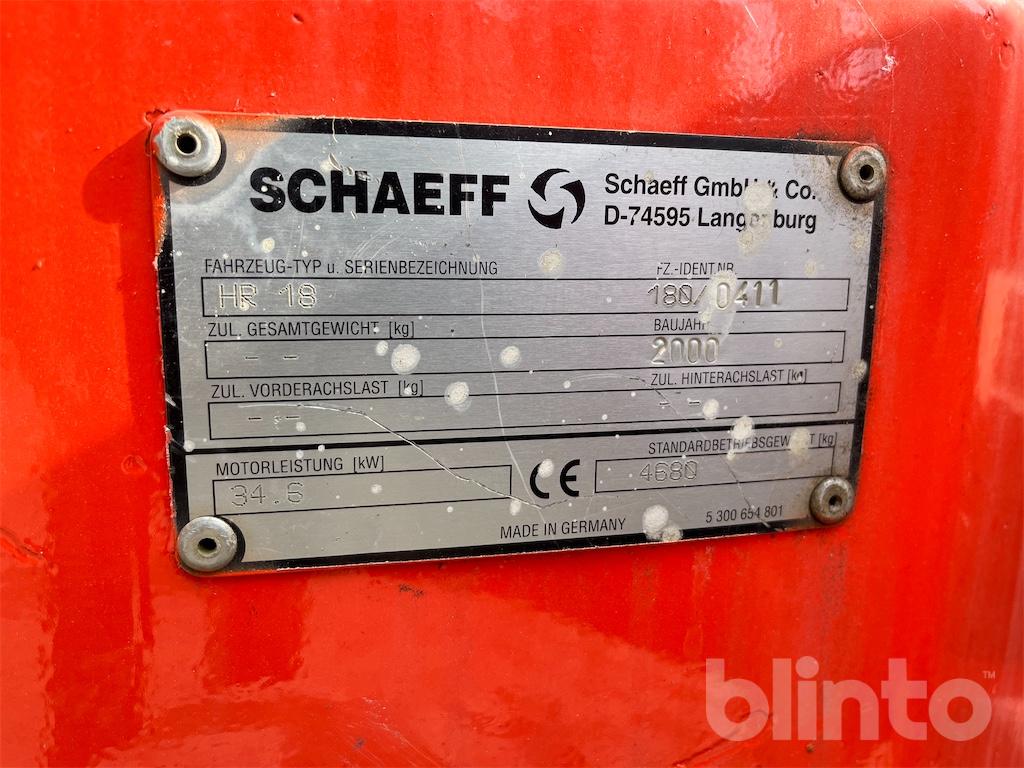 SCHAEFF
Schaeff GmbH & Co.
D-74595 Langenburg
FAHRZEUG-TYP u. SERIENBEZEICHNUNG
FZ.-IDENT.NR.
HR 18
180/0411
ZUL. GESAMTGEWICHT [kg]
BAUJAHR
- -
2000
ZUL. VORDERACHSLAST [kg]
ZUL. HINTERACHSLAST [kg]
- -
- -
MOTORLEISTUNG [kW]
STANDARDBETRIEBSGEWICHT [kg]
34.6
CE
4680
MADE IN GERMANY
5 300 654 801
blinto™